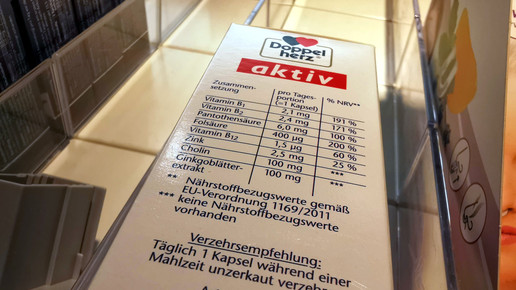 Doppel
herz®
aktiv
Zusammen-
setzung
pro Tages-
portion
(=1 Kapsel)
% NRV**
Vitamin B1 2,1 mg 191 %
Vitamin B2 2,4 mg 171 %
Pantothensäure 6,0 mg 100 %
Folsäure 400 µg 200 %
Vitamin B12 1,5 µg 60 %
Zink 2,5 mg 25 %
Cholin 100 mg ***
Ginkgoblätter-
extrakt 100 mg ***
** Nährstoffbezugswerte gemäß
EU-Verordnung 1169/2011
*** keine Nährstoffbezugswerte
vorhanden
Verzehrsempfehlung:
Täglich 1 Kapsel während einer
Mahlzeit unzerkaut